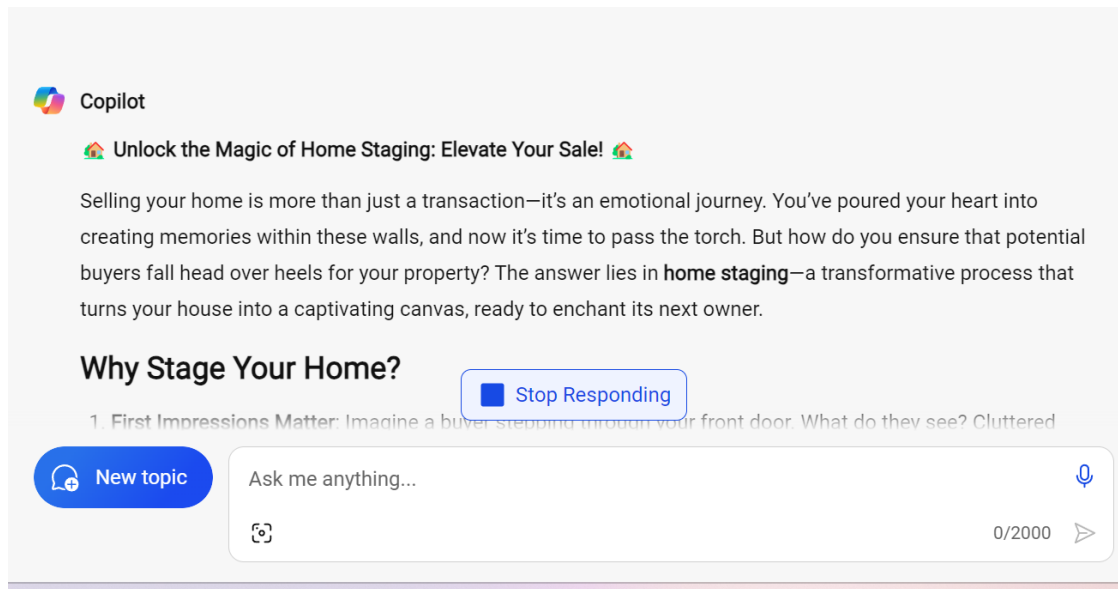 Copilot
Unlock the Magic of Home Staging: Elevate Your Sale!
Selling your home is more than just a transaction—it's an emotional journey. You've poured your heart into
creating memories within these walls, and now it's time to pass the torch. But how do you ensure that potential
buyers fall head over heels for your property? The answer lies in home staging—a transformative process that
turns your house into a captivating canvas, ready to enchant its next owner.
Why Stage Your Home?
Stop Responding
1. First Impressions Matter: Imagine a buyer stepping through your front door. What do they see? Cluttered
New topic
Ask me anything...
0/2000